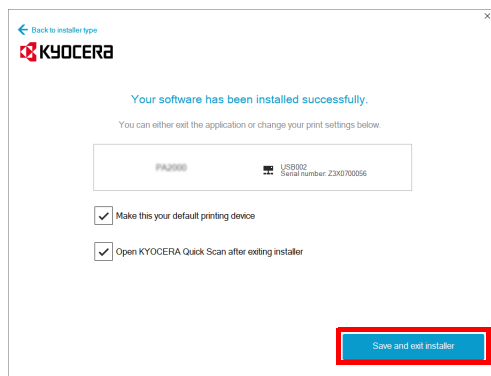 ×
Back to installer type
KYOCERA
Your software has been installed successfully.
You can either exit the application or change your print settings below.
PA2000
USB002
Serial number: Z3X0700056
Make this your default printing device
Open KYOCERA Quick Scan after exiting installer
Save and exit installer